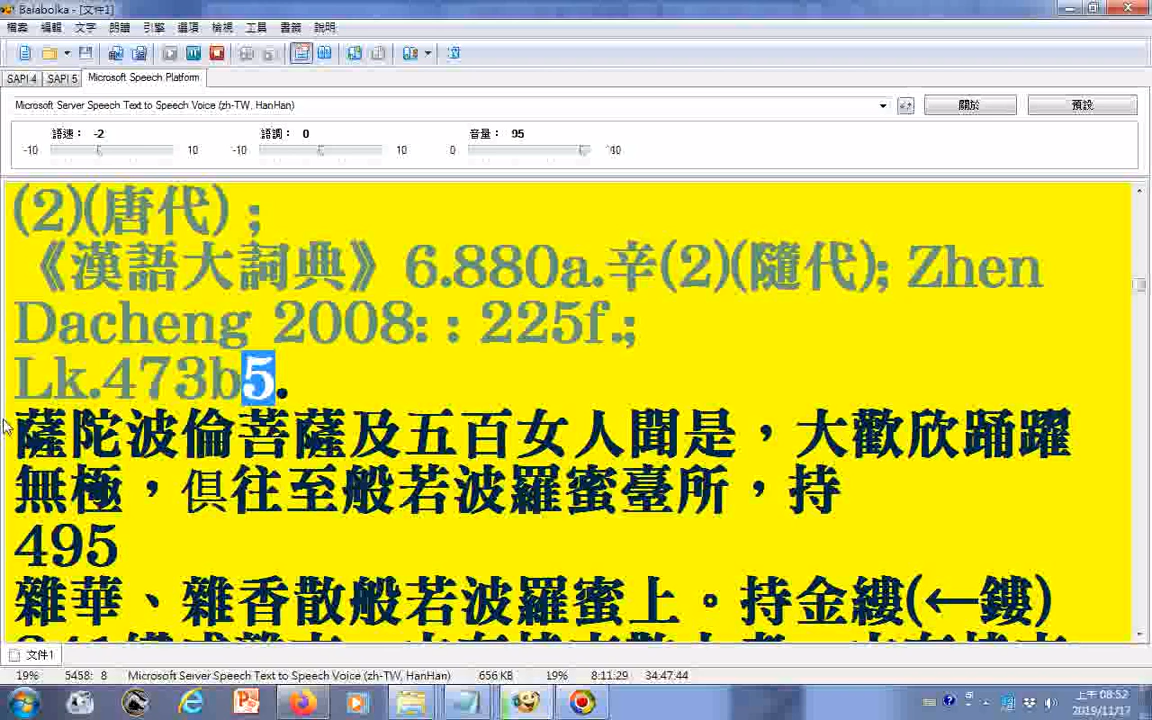 Balabolka - [文件1]
檔案 編輯 文字 朗讀 引擎 選項 檢視 工具 書籤 說明
SAPI 4 SAPI 5 Microsoft Speech Platform
Microsoft Server Speech Text to Speech Voice (zh-TW, HanHan) 關於 預設
語速： -2 語調： 0 音量： 95
-10 10 -10 10 0
(2)(唐代) ;
《漢語大詞典》 6.880a.辛(2)(隨代); Zhen
Dacheng 2008: : 225f.;
Lk.473b5.
薩陀波倫菩薩及五百女人聞是，大歡欣踊躍
無極，俱往至般若波羅蜜臺所，持
495
雜華、雜香散般若波羅蜜上。持金縷(←鏤)
文件1
19% 5458: 8 Microsoft Server Speech Text to Speech Voice (zh-TW, HanHan) 656 KB 19% 8:11.29 34:47.44
上午 08:52
2019/11/17